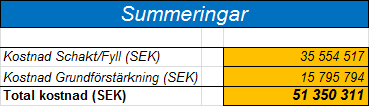 Summeringar
Kostnad Schakt/Fyll (SEK) 35 554 517
Kostnad Grundförstärkning (SEK) 15 795 794
Total kostnad (SEK) 51 350 311